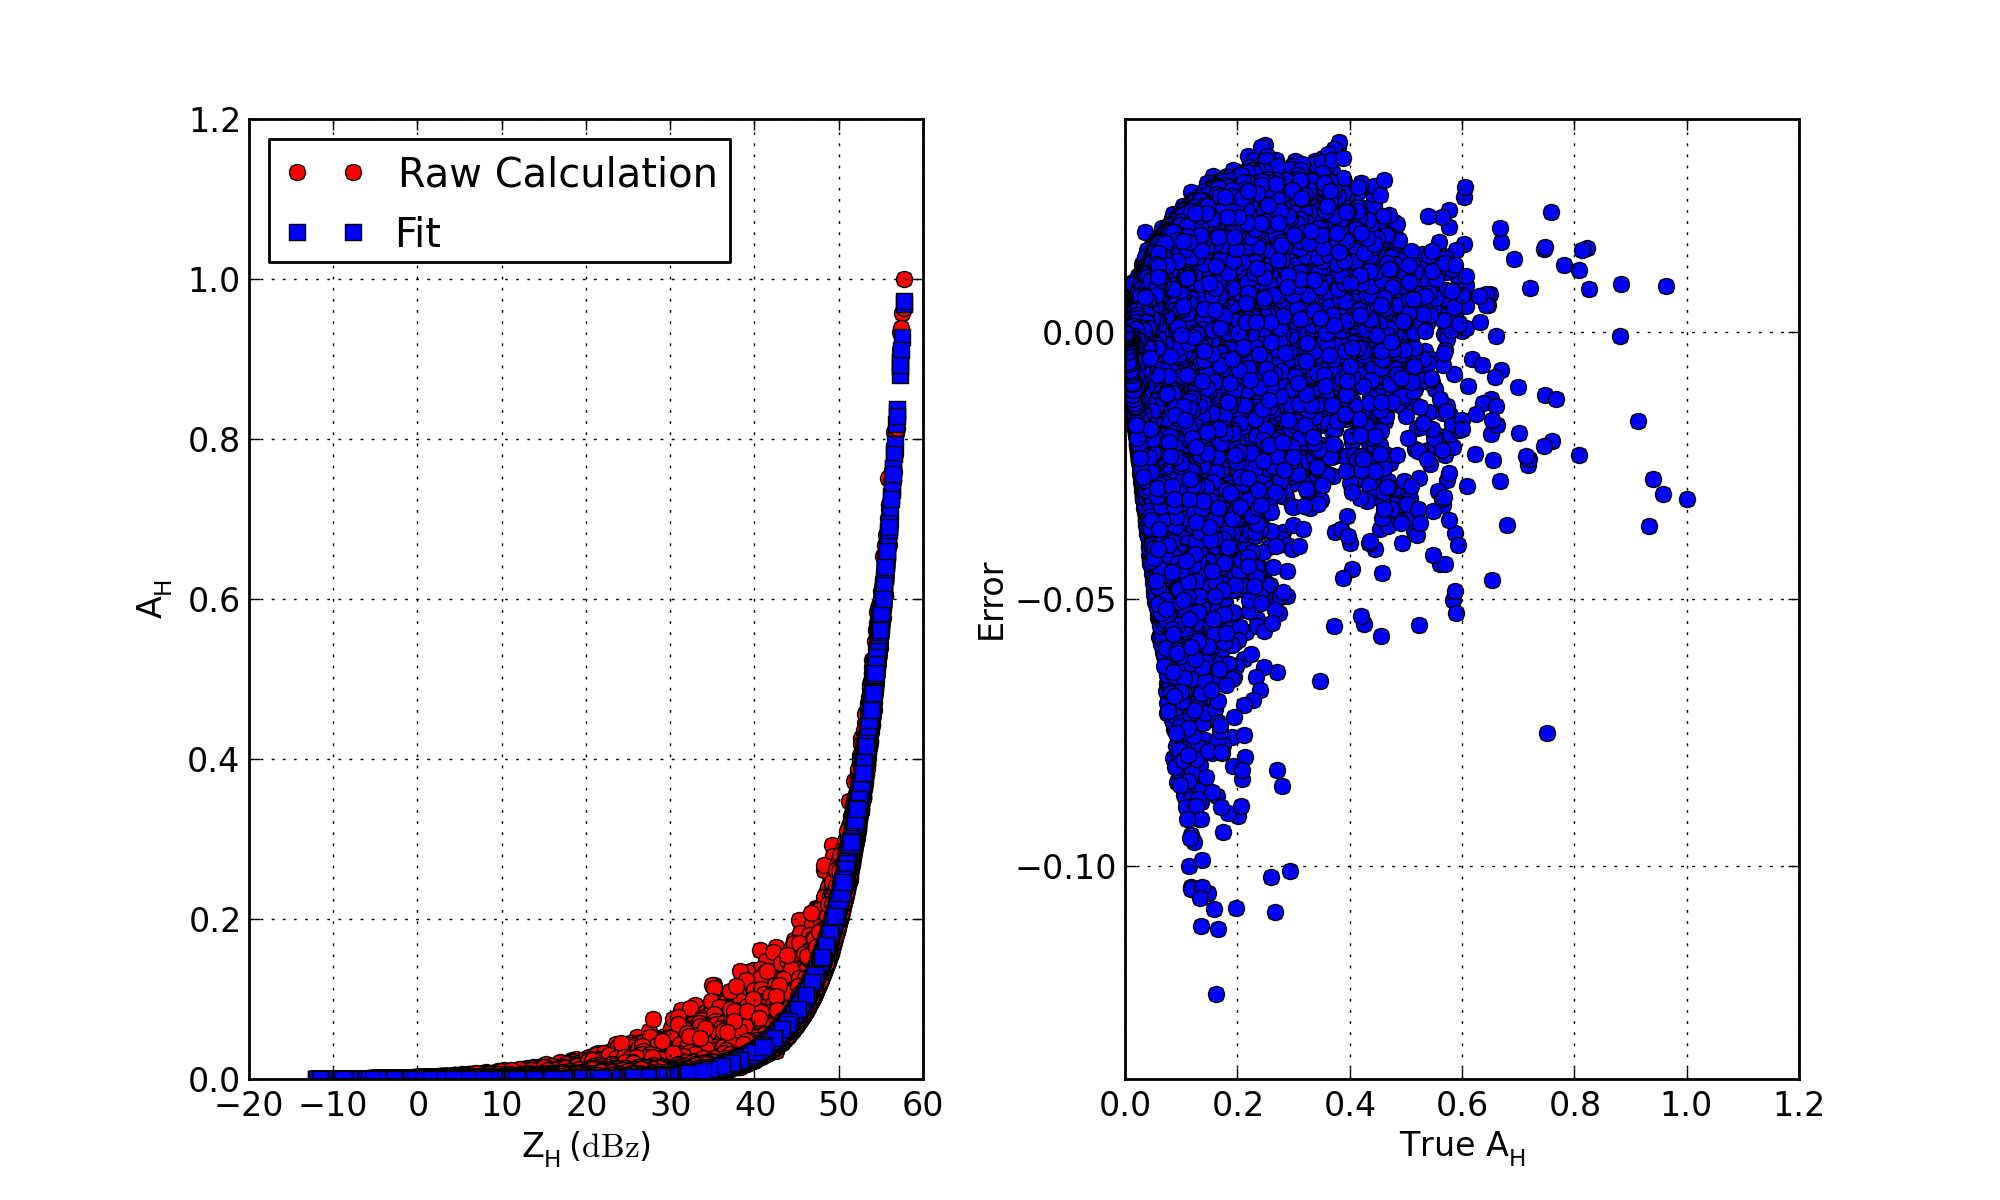 1.2
1.0
0.8
0.6
0.4
0.2
0.0
A_H
Raw Calculation
Fit
−20 −10 0 10 20 30 40 50 60
Z_H (dBz)
0.00
−0.05
−0.10
Error
0.0 0.2 0.4 0.6 0.8 1.0 1.2
True A_H